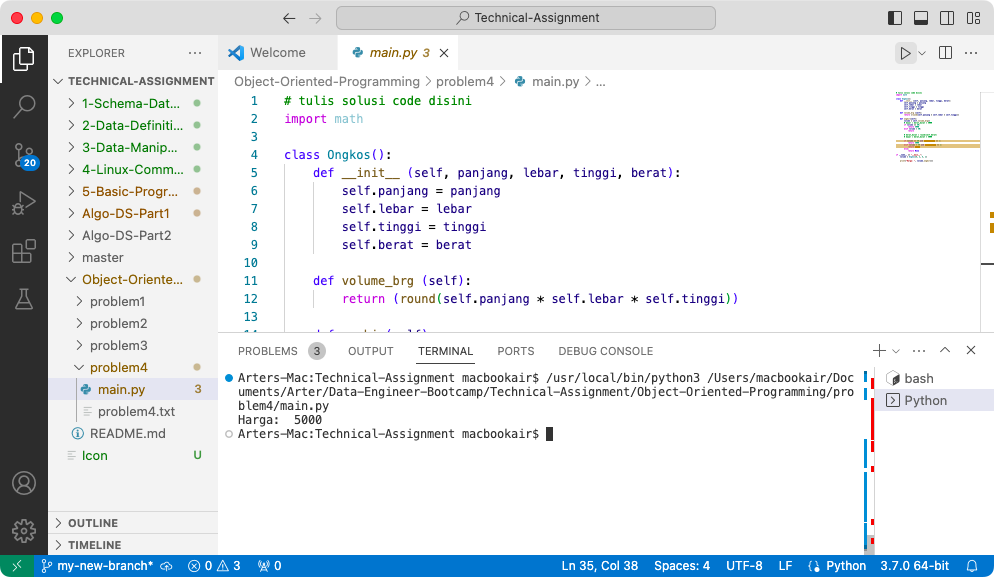 Technical-Assignment
EXPLORER
TECHNICAL-ASSIGNMENT
1-Schema-Dat...
2-Data-Definiti...
3-Data-Manip...
4-Linux-Comm...
5-Basic-Progr...
Algo-DS-Part1
Algo-DS-Part2
master
Object-Oriente...
problem1
problem2
problem3
problem4
main.py 3
problem4.txt
README.md
Icon U
OUTLINE
TIMELINE
20
Welcome
main.py 3
Object-Oriented-Programming > problem4 > main.py > ...
1 # tulis solusi code disini
2 import math
3
4 class Ongkos():
5 def __init__ (self, panjang, lebar, tinggi, berat):
6 self.panjang = panjang
7 self.lebar = lebar
8 self.tinggi = tinggi
9 self.berat = berat
10
11 def volume_brg (self):
12 return (round(self.panjang * self.lebar * self.tinggi))
13
PROBLEMS 3 OUTPUT TERMINAL PORTS DEBUG CONSOLE
Arters-Mac:Technical-Assignment macbookair$ /usr/local/bin/python3 /Users/macbookair/Doc
uments/Arter/Data-Engineer-Bootcamp/Technical-Assignment/Object-Oriented-Programming/pro
blem4/main.py
Harga:  5000
Arters-Mac:Technical-Assignment macbookair$
bash
Python
my-new-branch* 0 3 0 Ln 35, Col 38 Spaces: 4 UTF-8 LF Python 3.7.0 64-bit